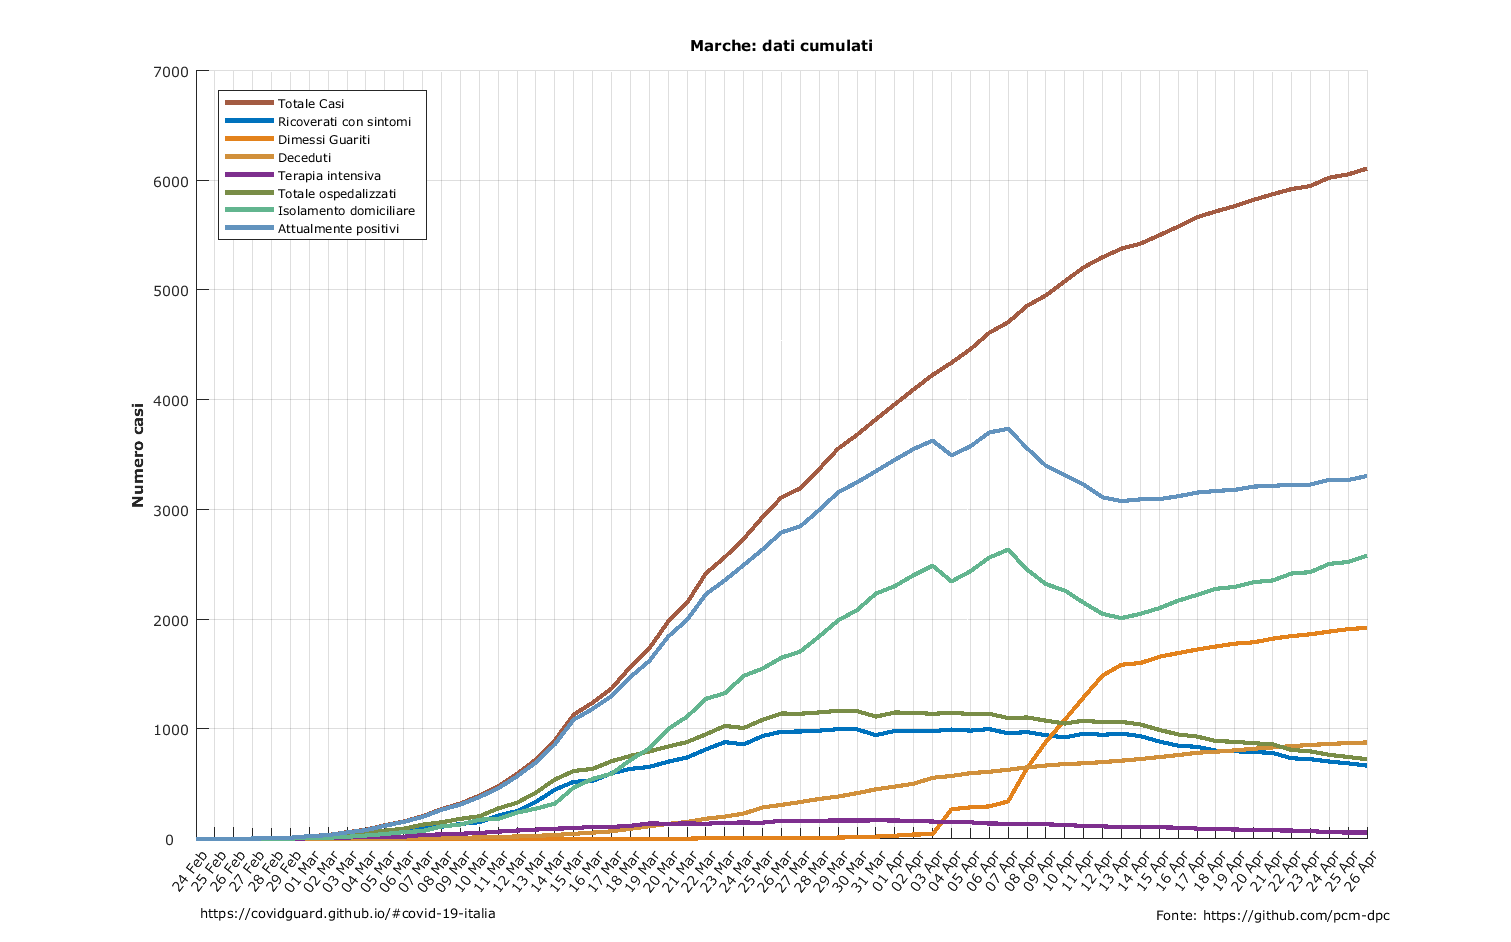 Marche: dati cumulati
7000
6000
5000
4000
3000
2000
1000
0
Numero casi
Totale Casi
Ricoverati con sintomi
Dimessi Guariti
Deceduti
Terapia intensiva
Totale ospedalizzati
Isolamento domiciliare
Attualmente positivi
24 Feb
25 Feb
26 Feb
27 Feb
28 Feb
29 Feb
01 Mar
02 Mar
03 Mar
04 Mar
05 Mar
06 Mar
07 Mar
08 Mar
09 Mar
10 Mar
11 Mar
12 Mar
13 Mar
14 Mar
15 Mar
16 Mar
17 Mar
18 Mar
19 Mar
20 Mar
21 Mar
22 Mar
23 Mar
24 Mar
25 Mar
26 Mar
27 Mar
28 Mar
29 Mar
30 Mar
31 Mar
01 Apr
02 Apr
03 Apr
04 Apr
05 Apr
06 Apr
07 Apr
08 Apr
09 Apr
10 Apr
11 Apr
12 Apr
13 Apr
14 Apr
15 Apr
16 Apr
17 Apr
18 Apr
19 Apr
20 Apr
21 Apr
22 Apr
23 Apr
24 Apr
25 Apr
26 Apr
https://covidguard.github.io/#covid-19-italia
Fonte: https://github.com/pcm-dpc